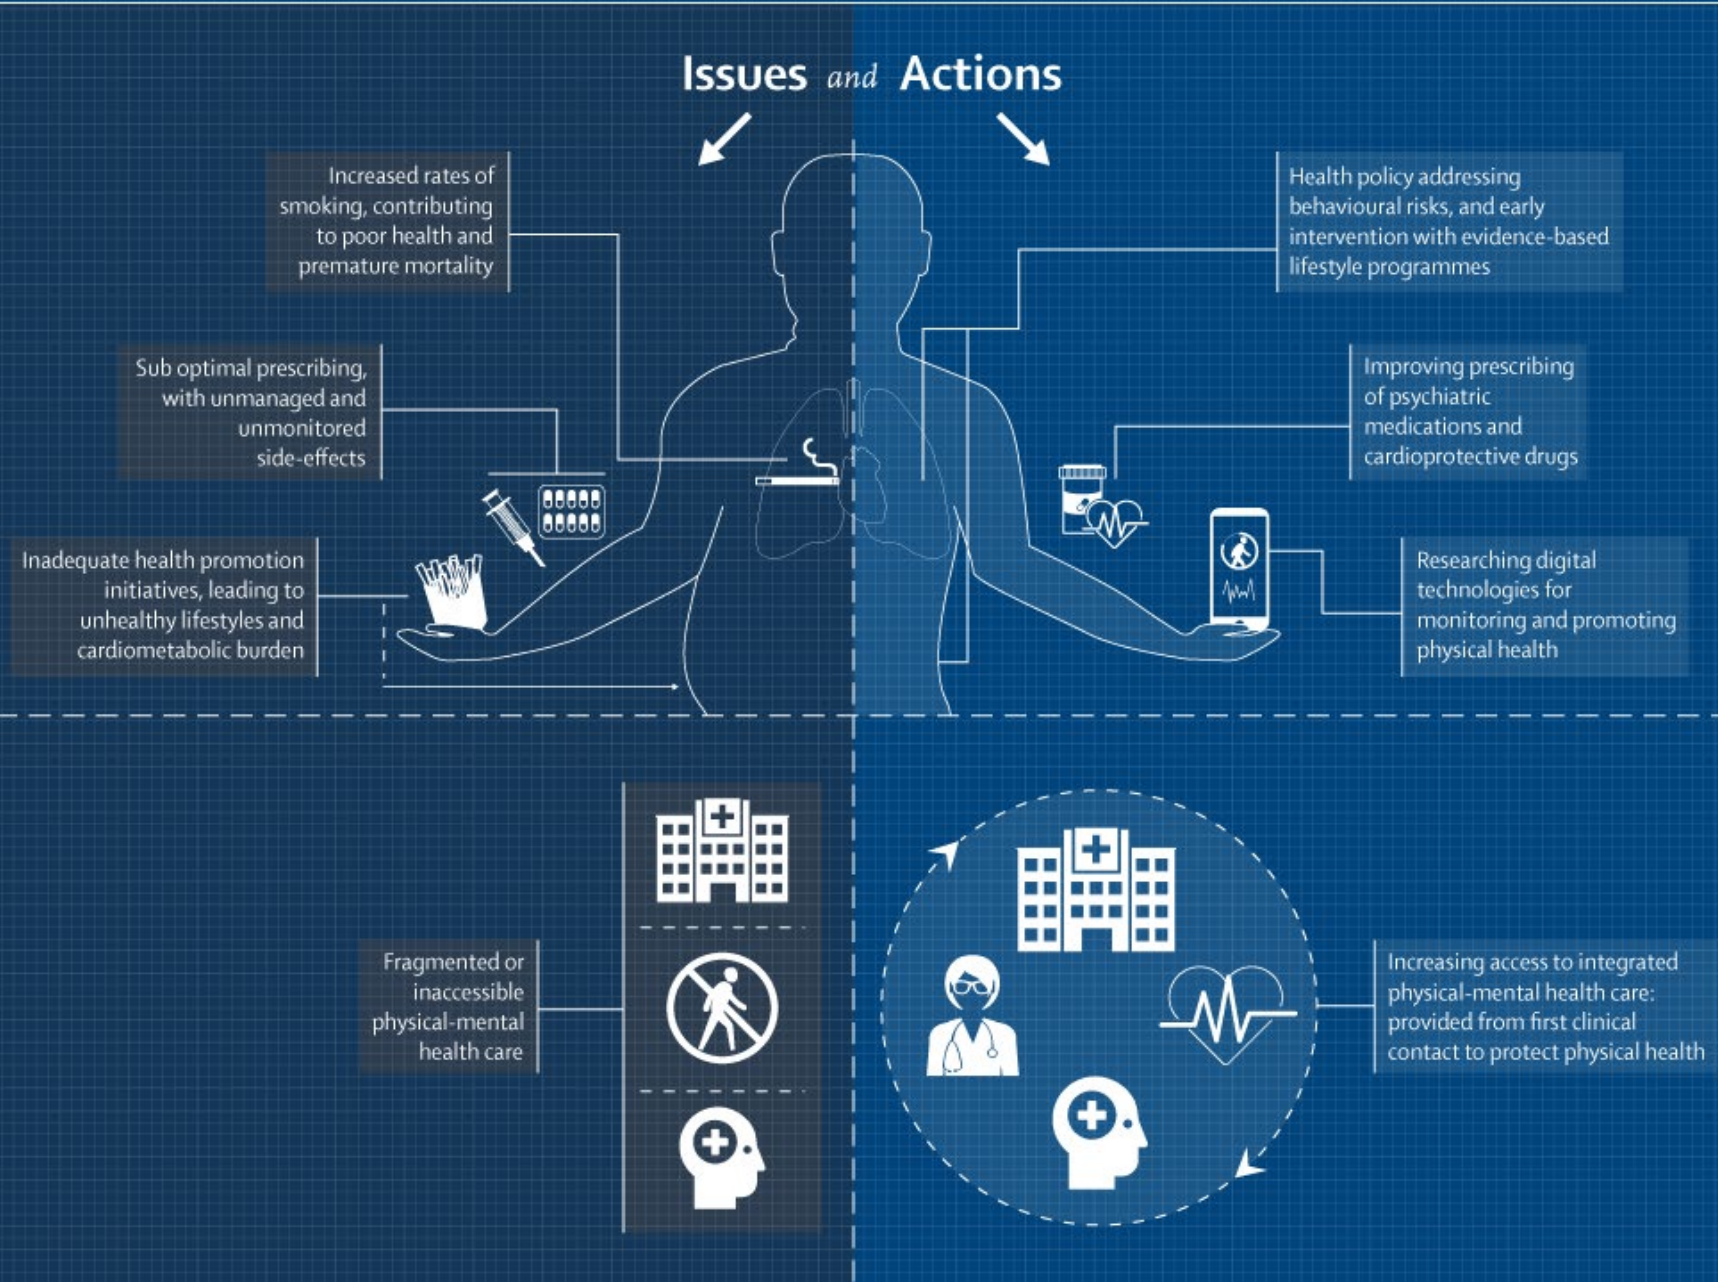 Issues and Actions
Increased rates of
smoking, contributing
to poor health and
premature mortality
Sub optimal prescribing,
with unmanaged and
unmonitored
side-effects
Inadequate health promotion
initiatives, leading to
unhealthy lifestyles and
cardiometabolic burden
Health policy addressing
behavioural risks, and early
intervention with evidence-based
lifestyle programmes
Improving prescribing
of psychiatric
medications and
cardioprotective drugs
Researching digital
technologies for
monitoring and promoting
physical health
Fragmented or
inaccessible
physical-mental
health care
Increasing access to integrated
physical-mental health care:
provided from first clinical
contact to protect physical health